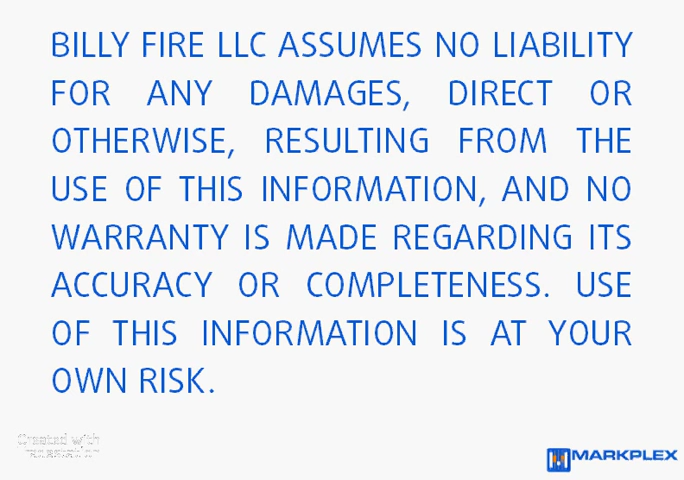 BILLY FIRE LLC ASSUMES NO LIABILITY
FOR ANY DAMAGES, DIRECT OR
OTHERWISE, RESULTING FROM THE
USE OF THIS INFORMATION, AND NO
WARRANTY IS MADE REGARDING ITS
ACCURACY OR COMPLETENESS. USE
OF THIS INFORMATION IS AT YOUR
OWN RISK.
Created with
MARKPLEX